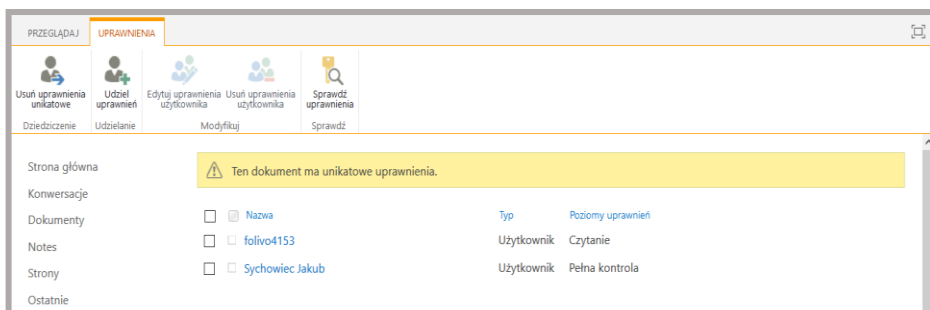 PRZEGLĄDAJ UPRAWNIENIA
Usuń uprawnienia unikatowe
Udziel uprawnień
Edytuj uprawnienia użytkownika
Usuń uprawnienia użytkownika
Sprawdź uprawnienia
Dziedziczenie Udzielanie Modyfikuj Sprawdź
Strona główna
Konwersacje
Dokumenty
Notes
Strony
Ostatnie
Ten dokument ma unikatowe uprawnienia.
Nazwa Typ Poziomy uprawnień
folivo4153 Użytkownik Czytanie
Sychowiec Jakub Użytkownik Pełna kontrola